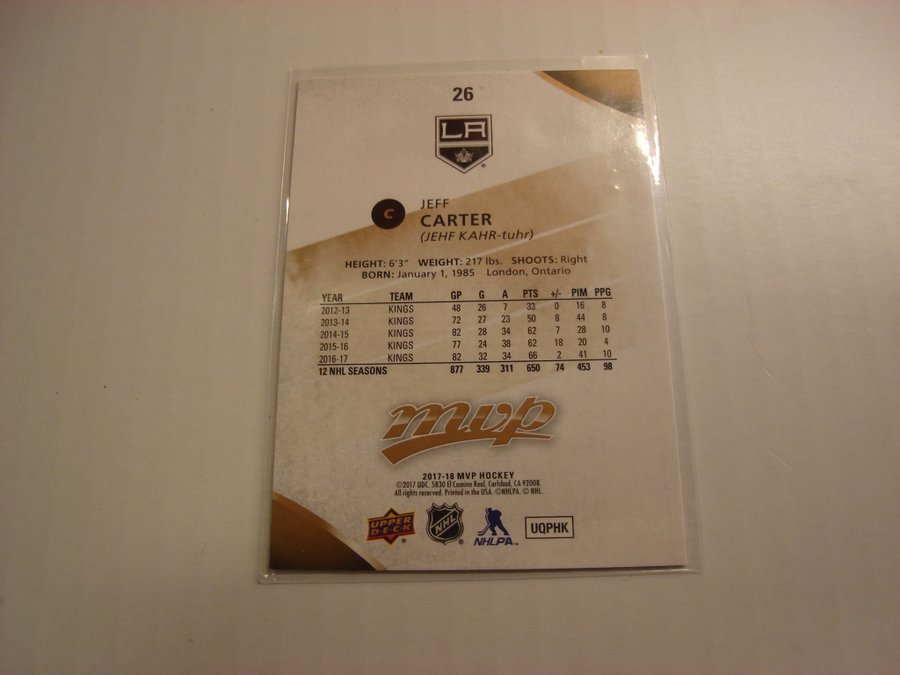 26
LA
C
JEFF
CARTER
(JEHF KAHR-tuhr)
HEIGHT: 6'3" WEIGHT: 217 lbs. SHOOTS: Right
BORN: January 1, 1985 London, Ontario
YEAR TEAM GP G A PTS +/- PIM PPG
2012-13 KINGS 48 26 7 33 0 16 8
2013-14 KINGS 72 27 23 50 8 44 8
2014-15 KINGS 82 28 34 62 7 28 10
2015-16 KINGS 77 24 38 62 18 20 4
2016-17 KINGS 82 32 34 66 2 41 10
12 NHL SEASONS 877 339 311 650 74 453 98
mvp
2017-18 MVP HOCKEY
©2017 UDC. 5830 El Camino Real, Carlsbad, CA 92008.
All rights reserved. Printed in the USA. ©NHLPA. © NHL.
UPPER DECK
NHL
NHLPA
UQPHK